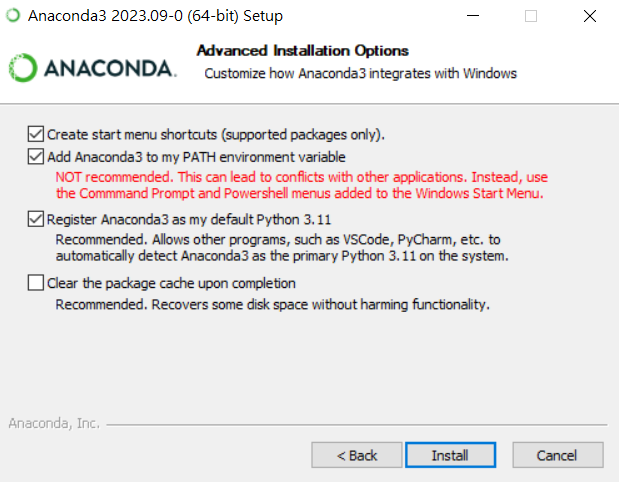 Anaconda3 2023.09-0 (64-bit) Setup
ANACONDA.
Advanced Installation Options
Customize how Anaconda3 integrates with Windows
Create start menu shortcuts (supported packages only).
Add Anaconda3 to my PATH environment variable
NOT recommended. This can lead to conflicts with other applications. Instead, use
the Commmand Prompt and Powershell menus added to the Windows Start Menu.
Register Anaconda3 as my default Python 3.11
Recommended. Allows other programs, such as VSCode, PyCharm, etc. to
automatically detect Anaconda3 as the primary Python 3.11 on the system.
Clear the package cache upon completion
Recommended. Recovers some disk space without harming functionality.
Anaconda, Inc.
< Back
Install
Cancel